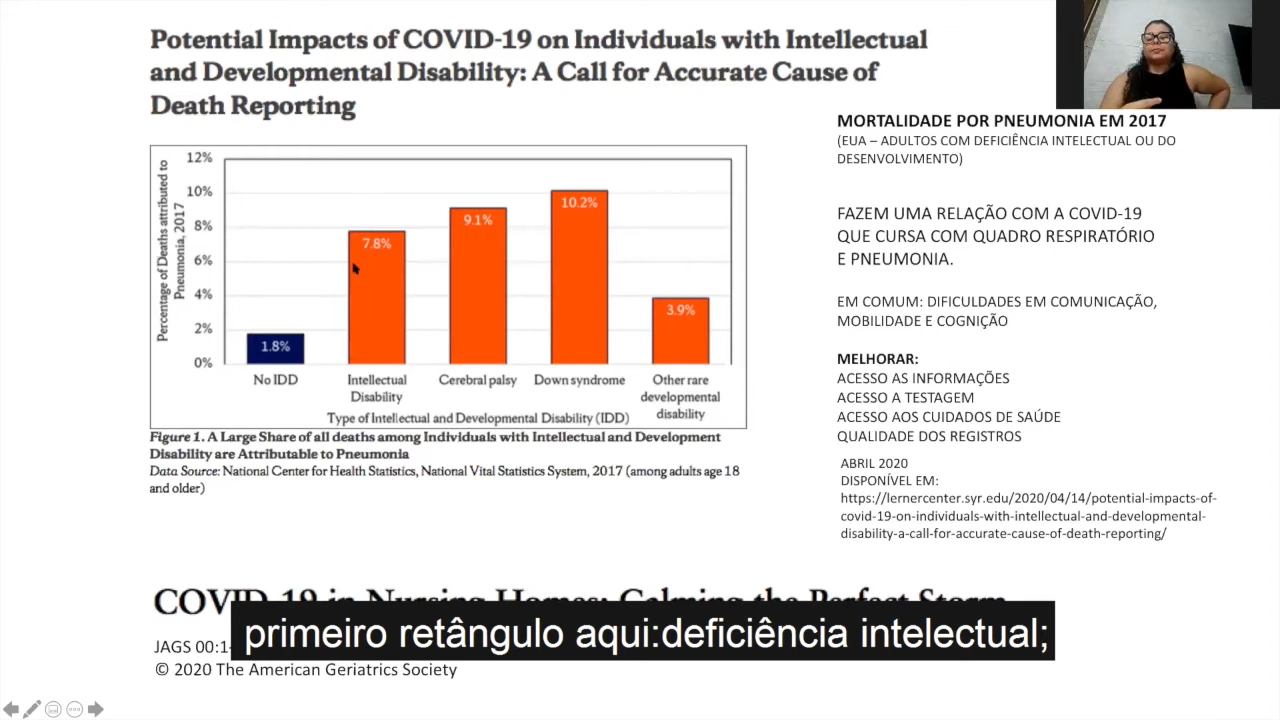 Potential Impacts of COVID-19 on Individuals with Intellectual
and Developmental Disability: A Call for Accurate Cause of
Death Reporting
Percentage of Deaths attributed to
Pneumonia, 2017
12%
10%
8%
6%
4%
2%
0%
1.8%
7.8%
9.1%
10.2%
3.9%
No IDD
Intellectual
Disability
Cerebral palsy
Down syndrome
Other rare
developmental
disability
Type of Intellectual and Developmental Disability (IDD)
Figure 1. A Large Share of all deaths among Individuals with Intellectual and Development
Disability are Attributable to Pneumonia
Data Source: National Center for Health Statistics, National Vital Statistics System, 2017 (among adults age 18
and older)
MORTALIDADE POR PNEUMONIA EM 2017
(EUA – ADULTOS COM DEFICIÊNCIA INTELECTUAL OU DO
DESENVOLVIMENTO)
FAZEM UMA RELAÇÃO COM A COVID-19
QUE CURSA COM QUADRO RESPIRATÓRIO
E PNEUMONIA.
EM COMUM: DIFICULDADES EM COMUNICAÇÃO,
MOBILIDADE E COGNIÇÃO
MELHORAR:
ACESSO AS INFORMAÇÕES
ACESSO A TESTAGEM
ACESSO AOS CUIDADOS DE SAÚDE
QUALIDADE DOS REGISTROS
ABRIL 2020
DISPONÍVEL EM:
https://lernercenter.syr.edu/2020/04/14/potential-impacts-of-
covid-19-on-individuals-with-intellectual-and-developmental-
disability-a-call-for-accurate-cause-of-death-reporting/
COVID-19 in Nursing Homes: Calming the Perfect Storm
primeiro retângulo aqui:deficiência intelectual;
JAGS 00:1-
© 2020 The American Geriatrics Society